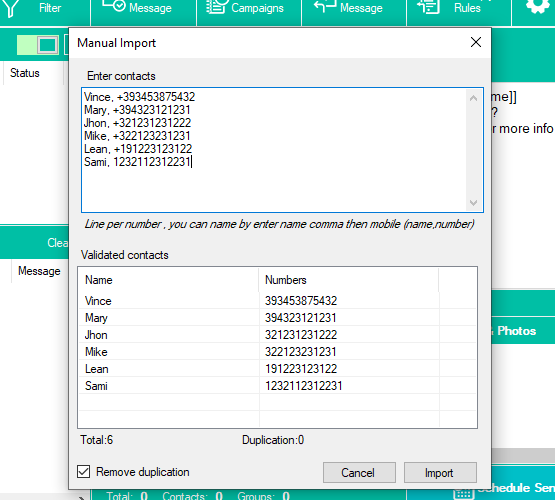 Filter
Message
Campaigns
Message
Rules
Manual Import
Status
Enter contacts
Vince, +393453875432
Mary, +394323121231
Jhon, +321231231222
Mike, +322123231231
Lean, +191223123122
Sami, 1232112312231
me]]
?
r more info
Line per number , you can name by enter name comma then mobile (name,number)
Clea
Validated contacts
Message
Name Numbers
Vince 393453875432
Mary 394323121231
Jhon 321231231222
Mike 322123231231
Lean 191223123122
Sami 1232112312231
& Photos
Total:6 Duplication:0
Remove duplication
Cancel
Import
Total: 0 Contacts: 0 Groups: 0
Schedule Sen